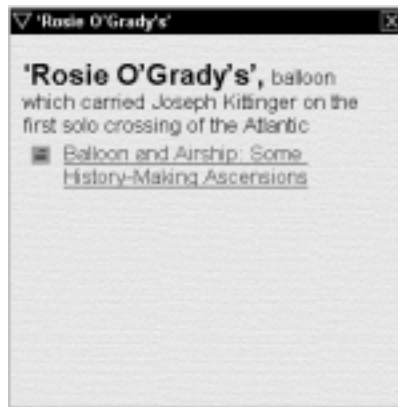 'Rosie O'Grady's'
'Rosie O'Grady's', balloon
which carried Joseph Kittinger on the
first solo crossing of the Atlantic
Balloon and Airship: Some
History-Making Ascensions